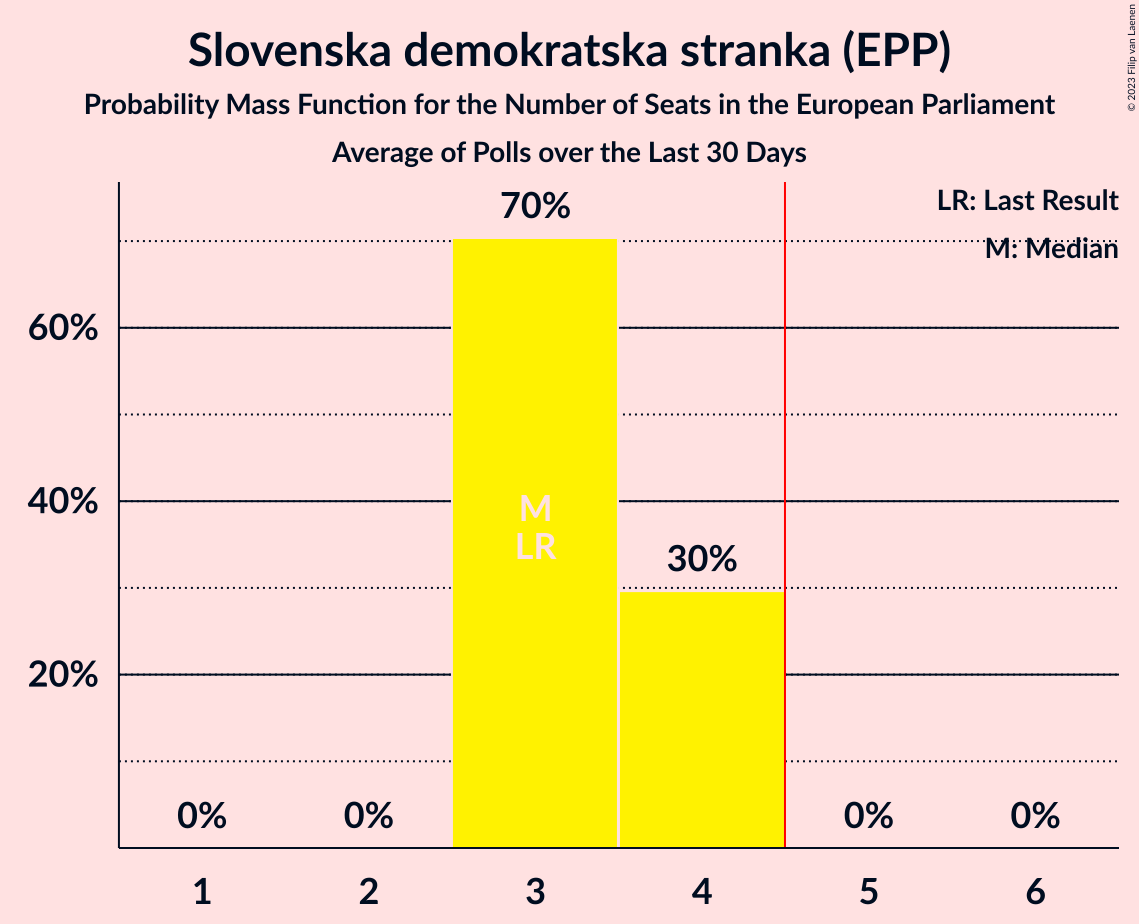 Slovenska demokratska stranka (EPP)
Probability Mass Function for the Number of Seats in the European Parliament
Average of Polls over the Last 30 Days
© 2023 Filip van Laenen
LR: Last Result
M: Median
70%
60%
40%
M
LR
30%
20%
0% 0% 0% 0%
1 2 3 4 5 6